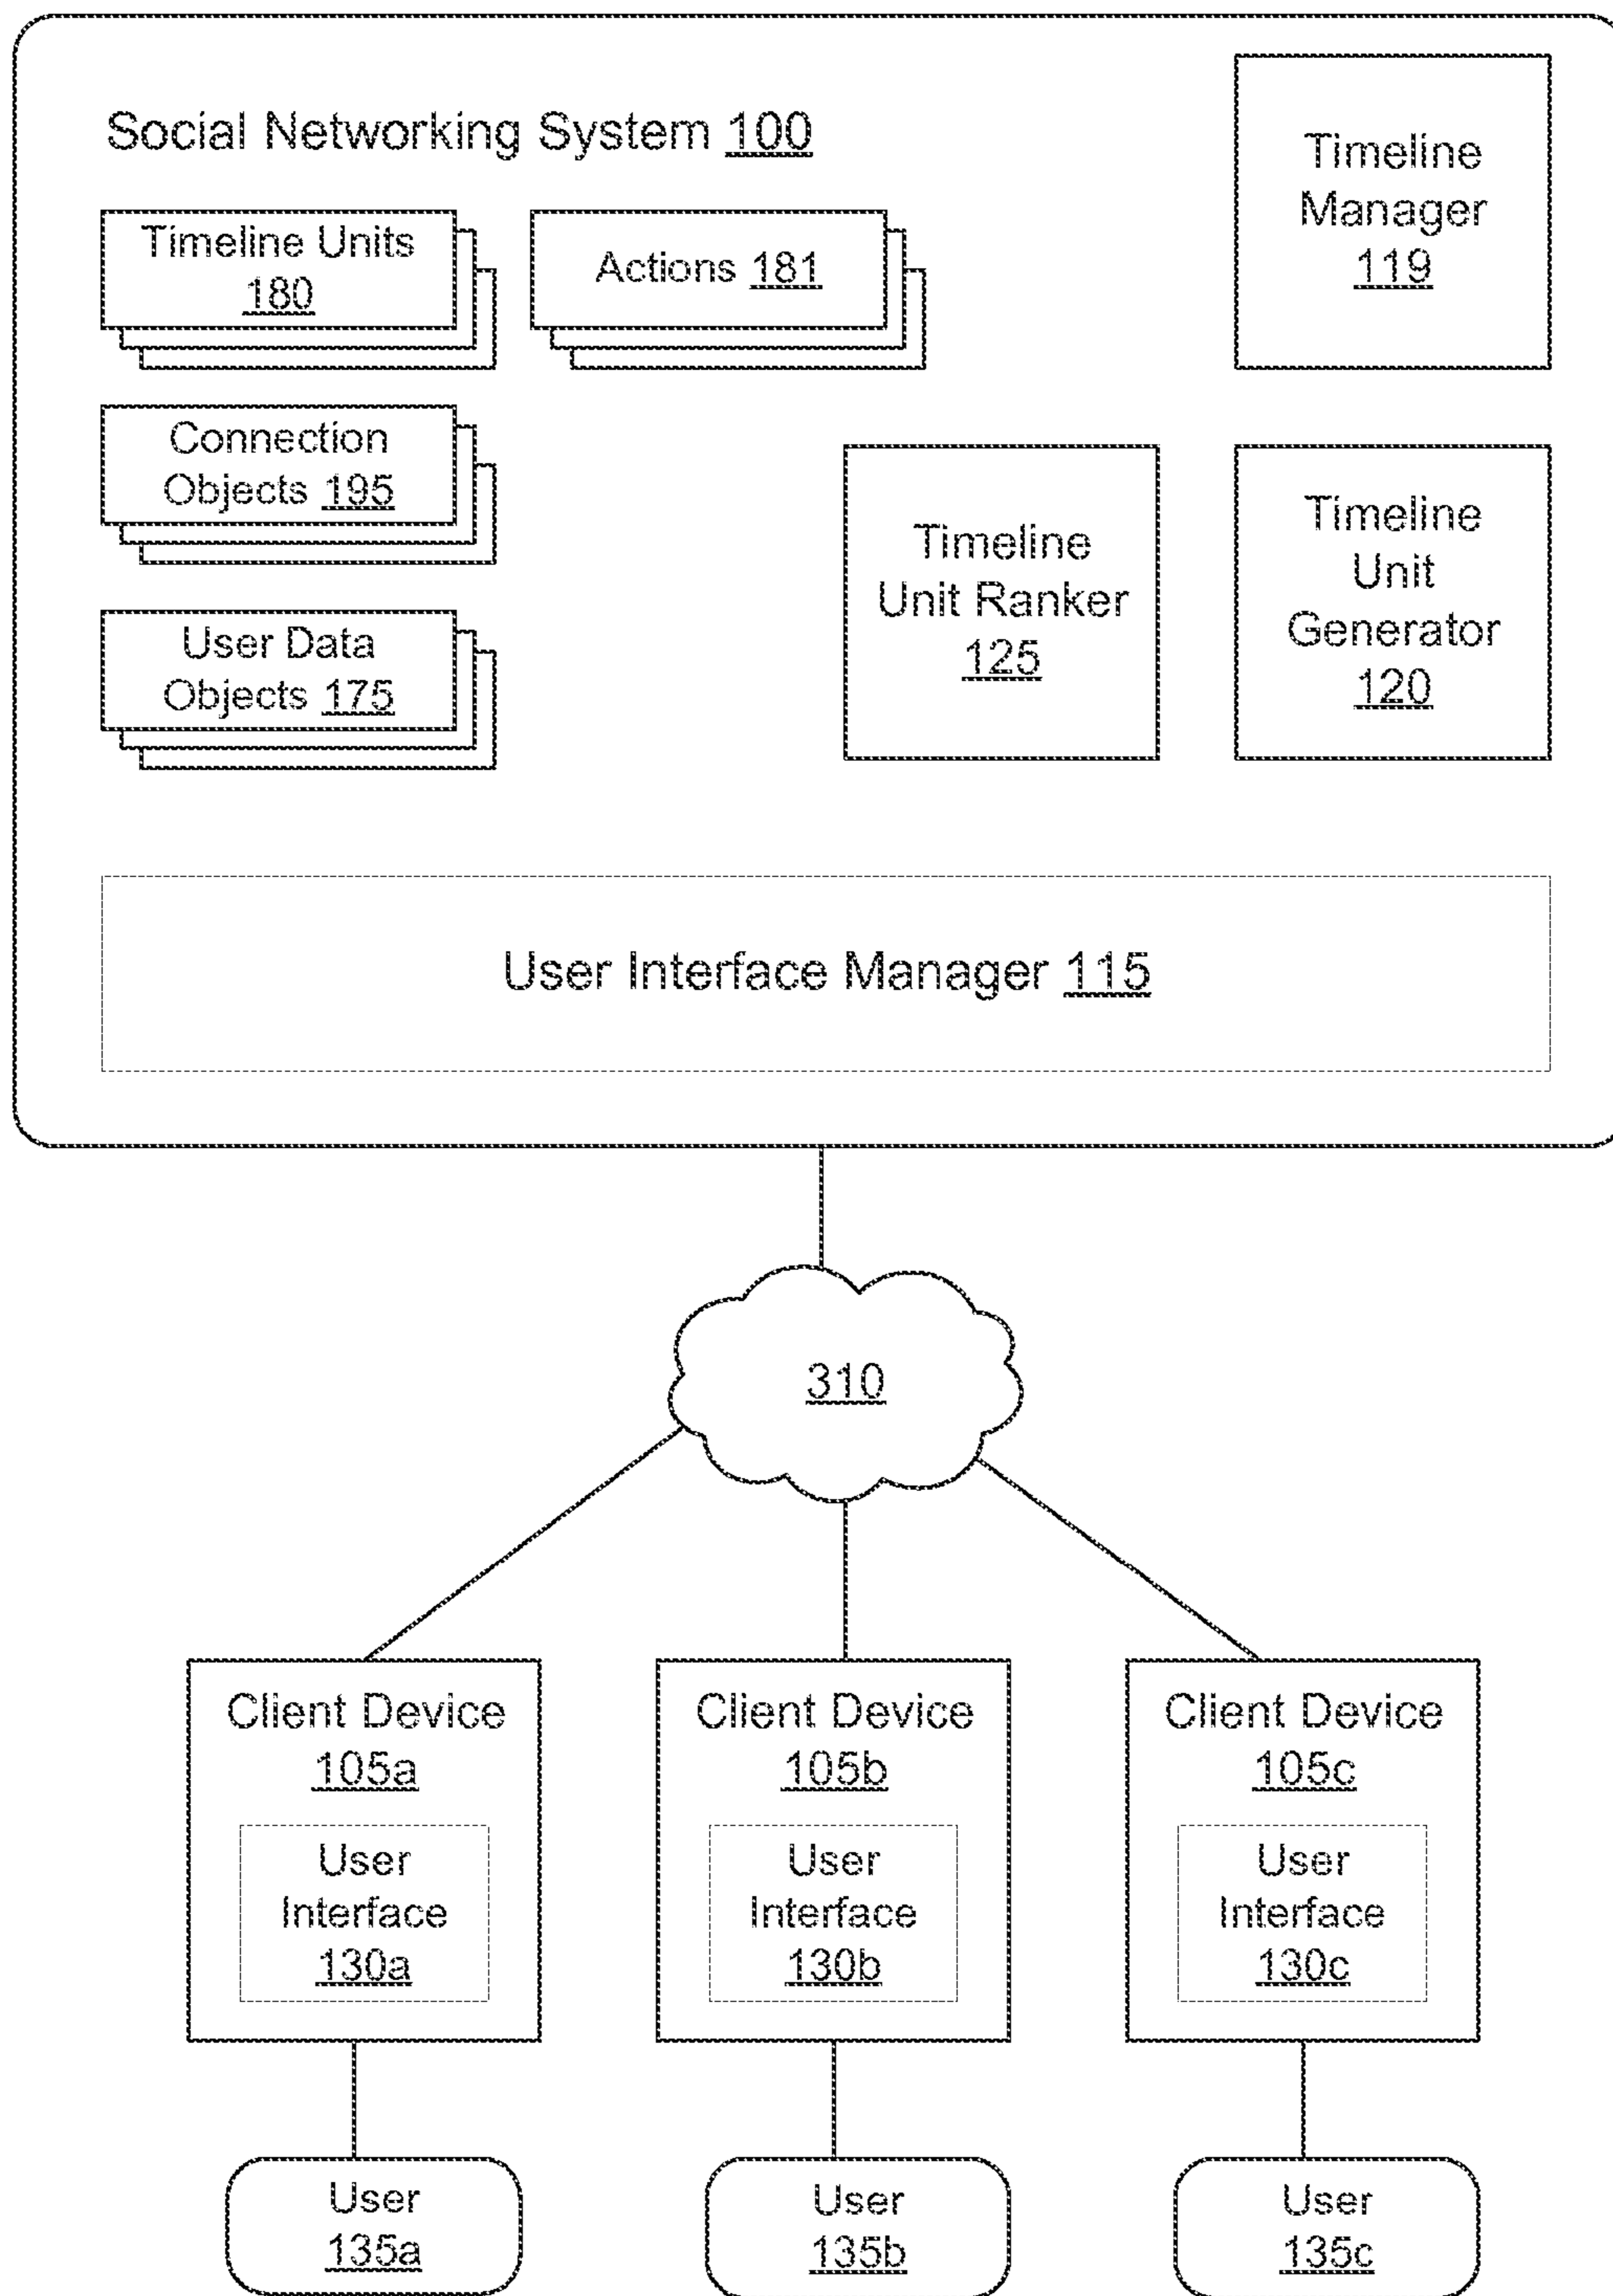 Social Networking System 100
Timeline
Manager
119
Timeline Units
180
Actions 181
Connection
Objects 195
Timeline
Unit Ranker
125
Timeline
Unit
Generator
120
User Data
Objects 175
User Interface Manager 115
310
Client Device
105a
User
Interface
130a
Client Device
105b
User
Interface
130b
Client Device
105c
User
Interface
130c
User
135a
User
135b
User
135c